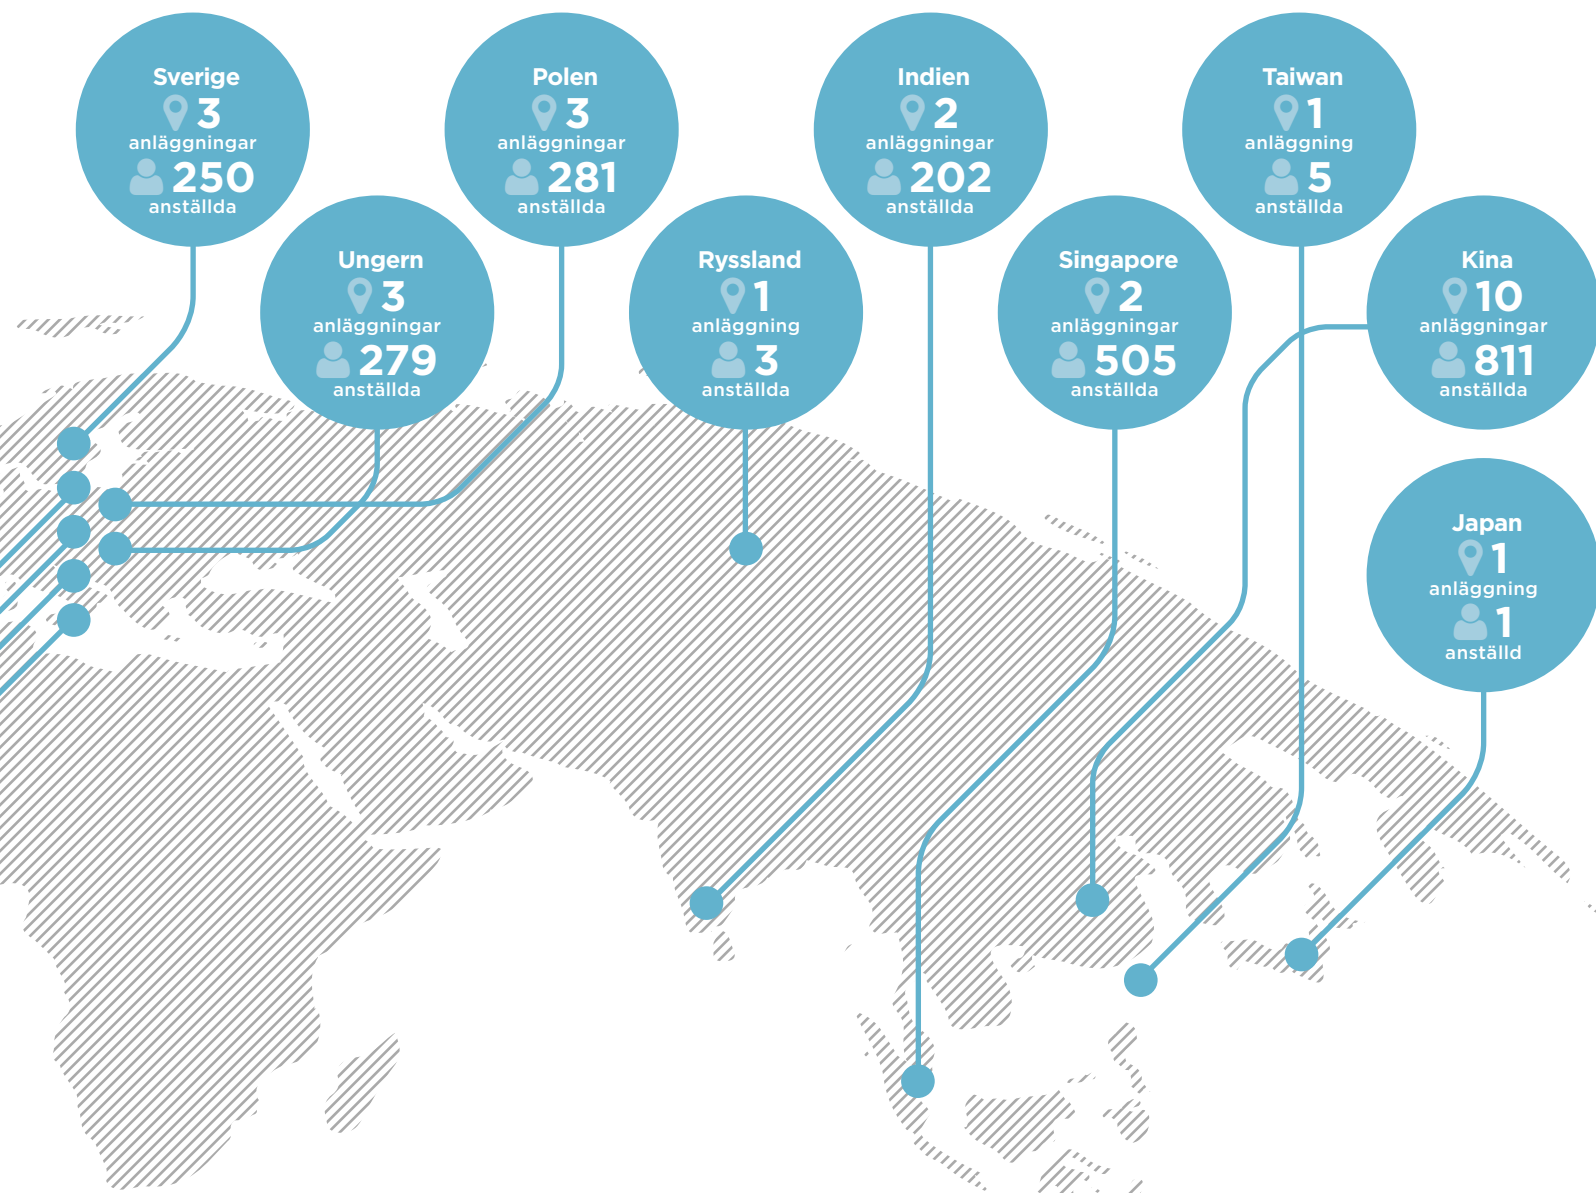 Sverige
3
anläggningar
250
anställda
Polen
3
anläggningar
281
anställda
Indien
2
anläggningar
202
anställda
Taiwan
1
anläggning
5
anställda
Ungern
3
anläggningar
279
anställda
Ryssland
1
anläggning
3
anställda
Singapore
2
anläggningar
505
anställda
Kina
10
anläggningar
811
anställda
Japan
1
anläggning
1
anställd